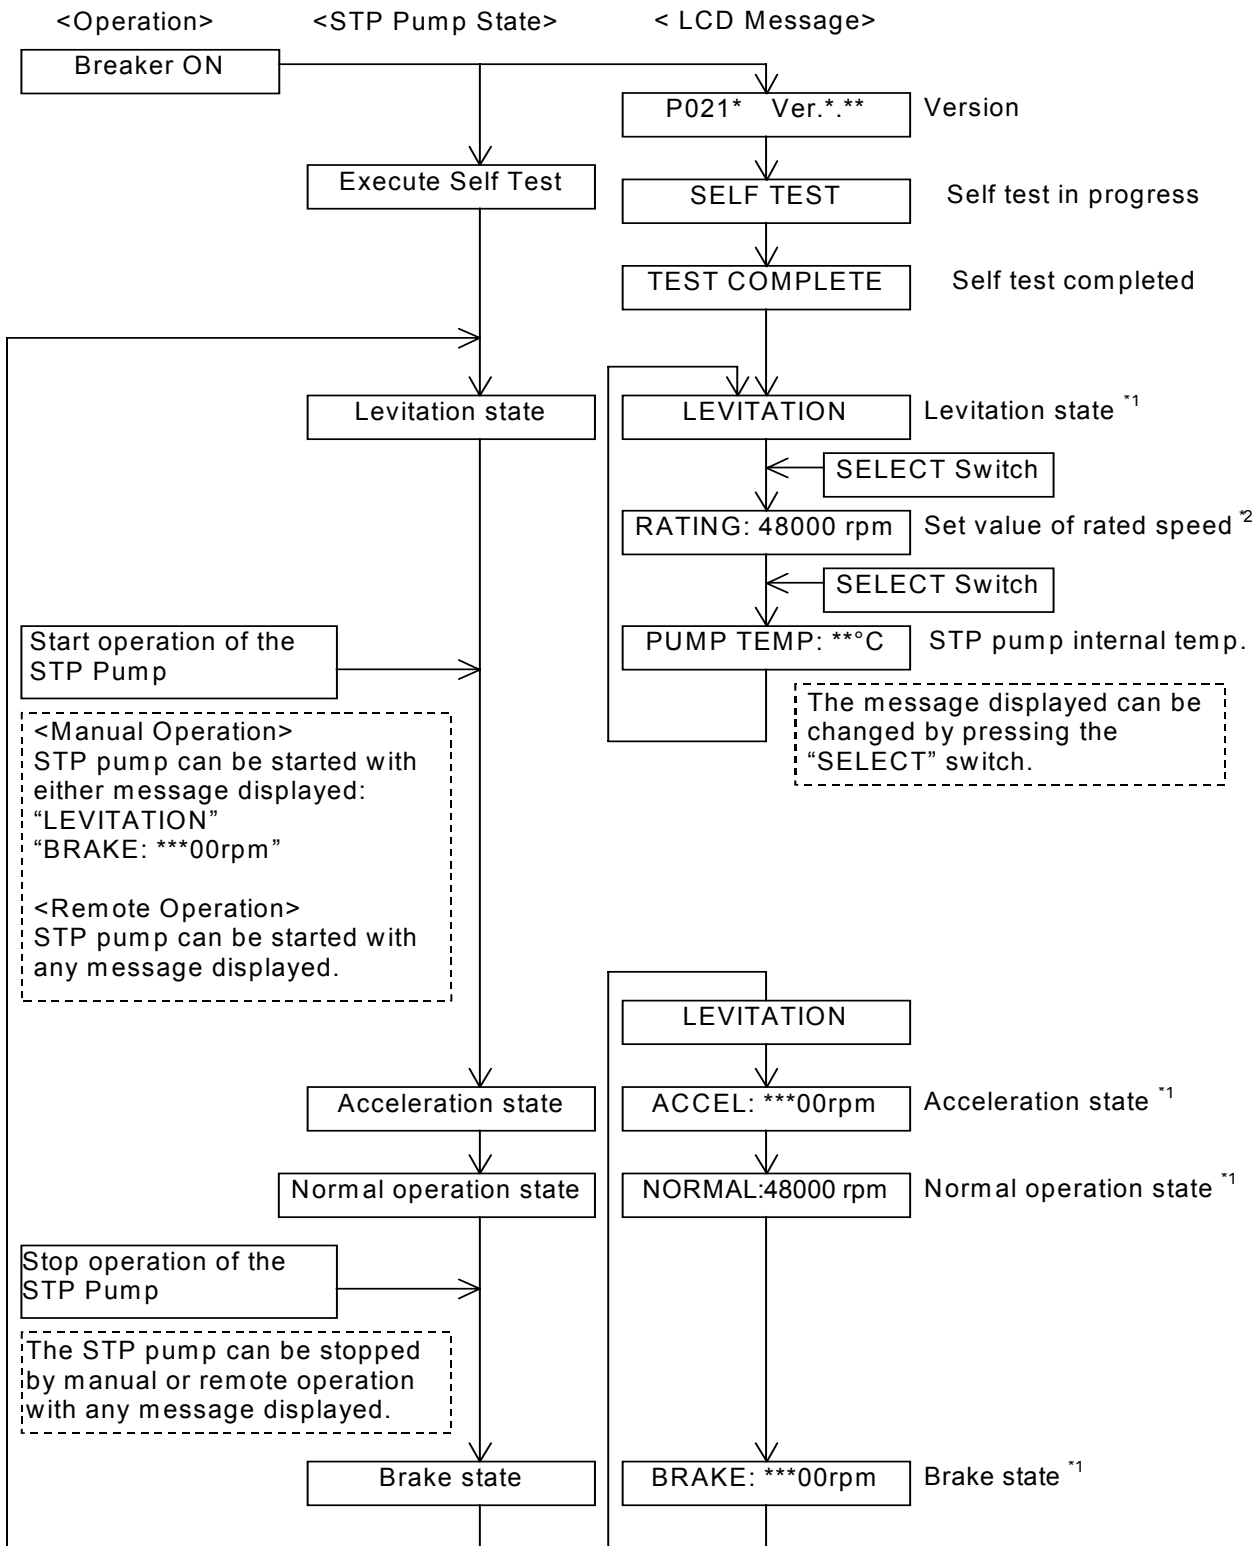 <Operation>
<STP Pump State>
< LCD Message>
Breaker ON
P021* Ver.*.**
Version
Execute Self Test
SELF TEST
Self test in progress
TEST COMPLETE
Self test completed
Levitation state
LEVITATION
Levitation state *1
SELECT Switch
RATING: 48000 rpm
Set value of rated speed *2
SELECT Switch
Start operation of the
STP Pump
PUMP TEMP: **°C
STP pump internal temp.
The message displayed can be
changed by pressing the
“SELECT” switch.
<Manual Operation>
STP pump can be started with
either message displayed:
“LEVITATION”
“BRAKE: ***00rpm”
<Remote Operation>
STP pump can be started with
any message displayed.
LEVITATION
Acceleration state
ACCEL: ***00rpm
Acceleration state *1
Normal operation state
NORMAL:48000 rpm
Normal operation state *1
Stop operation of the
STP Pump
The STP pump can be stopped
by manual or remote operation
with any message displayed.
Brake state
BRAKE: ***00rpm
Brake state *1